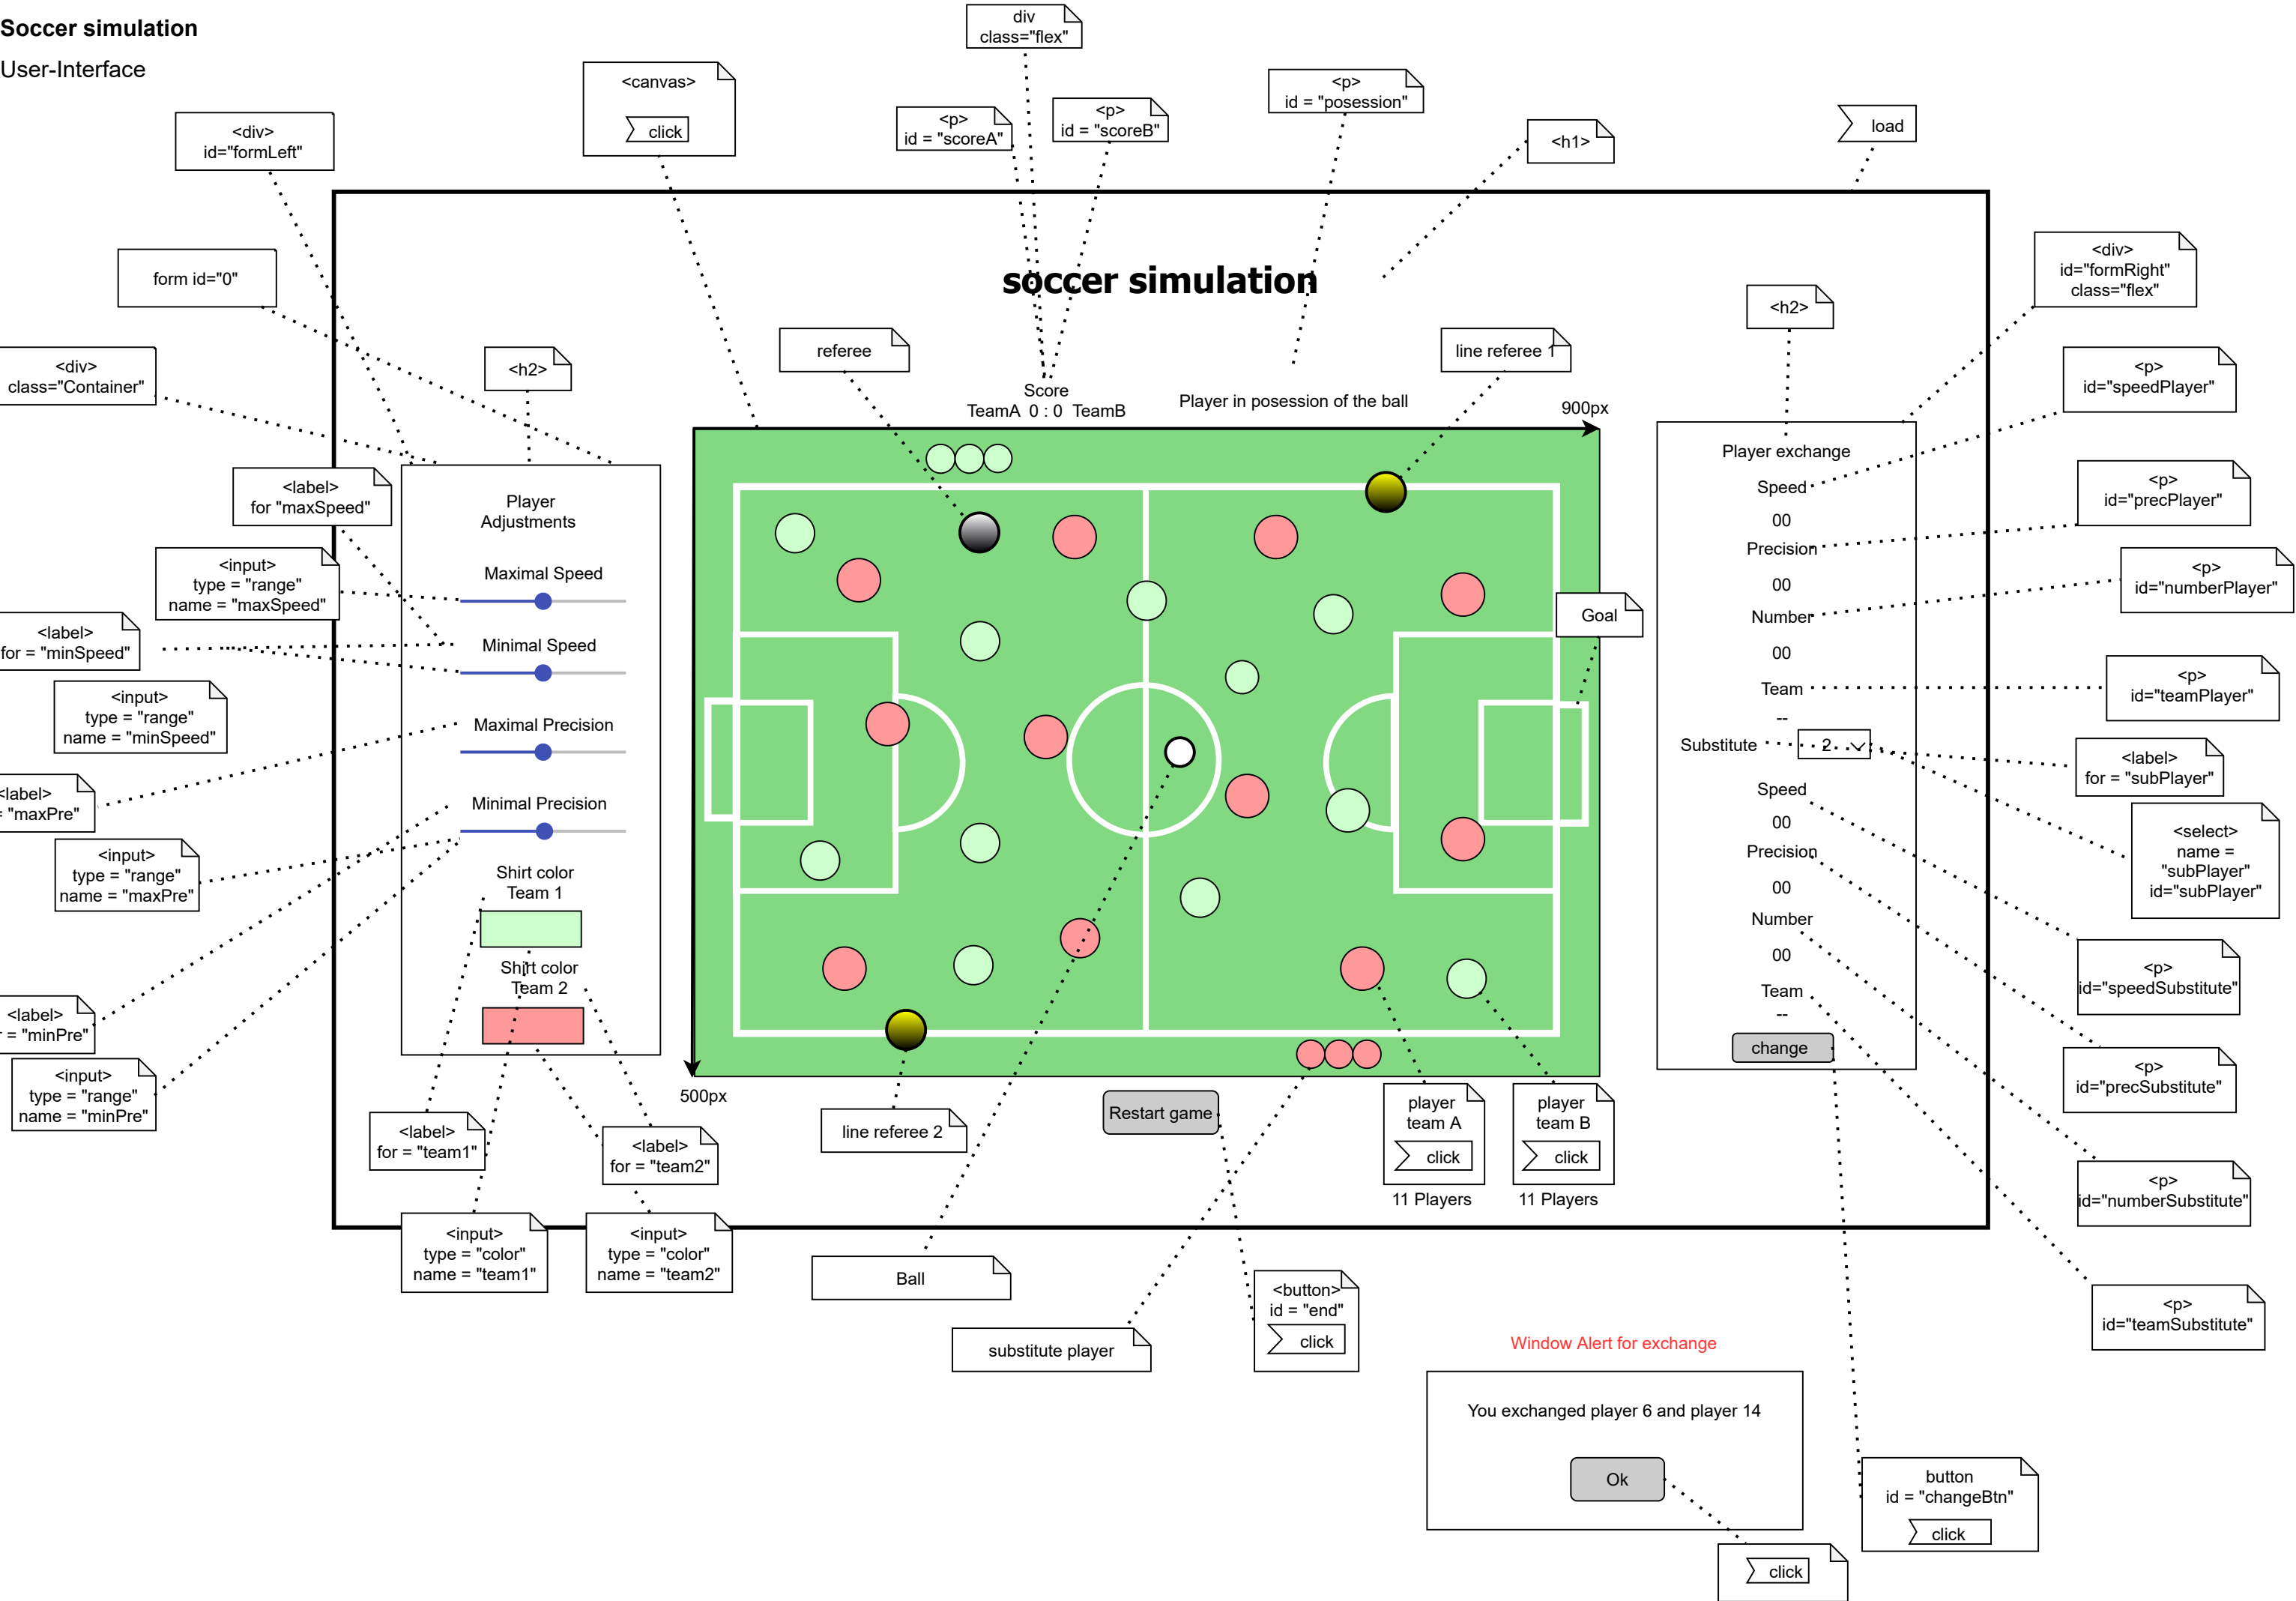 Soccer simulation
User-Interface
div
class="flex"
<canvas>
click
<p>
id = "scoreA"
<p>
id = "scoreB"
<p>
id = "posession"
<h1>
load
<div>
id="formLeft"
form id="0"
<div>
class="Container"
<h2>
soccer simulation
referee
line referee 1
<h2>
<div>
id="formRight"
class="flex"
<p>
id="speedPlayer"
Score
TeamA 0 : 0 TeamB
Player in posession of the ball
900px
<label>
for "maxSpeed"
<input>
type = "range"
name = "maxSpeed"
<label>
for = "minSpeed"
<input>
type = "range"
name = "minSpeed"
<label>
= "maxPre"
<input>
type = "range"
name = "maxPre"
<label>
= "minPre"
<input>
type = "range"
name = "minPre"
Player
Adjustments
Maximal Speed
Minimal Speed
Maximal Precision
Minimal Precision
Shirt color
Team 1
Shirt color
Team 2
<label>
for = "team1"
<label>
for = "team2"
<input>
type = "color"
name = "team1"
<input>
type = "color"
name = "team2"
500px
Goal
line referee 2
Restart game
player
team A
click
11 Players
player
team B
click
11 Players
Ball
substitute player
<button>
id = "end"
click
Player exchange
Speed
00
Precision
00
Number
00
Team
--
Substitute
2
Speed
00
Precision
00
Number
00
Team
--
change
<p>
id="precPlayer"
<p>
id="numberPlayer"
<p>
id="teamPlayer"
<label>
for = "subPlayer"
<select>
name =
"subPlayer"
id="subPlayer"
<p>
id="speedSubstitute"
<p>
id="precSubstitute"
<p>
id="numberSubstitute"
<p>
id="teamSubstitute"
Window Alert for exchange
You exchanged player 6 and player 14
Ok
click
button
id = "changeBtn"
click